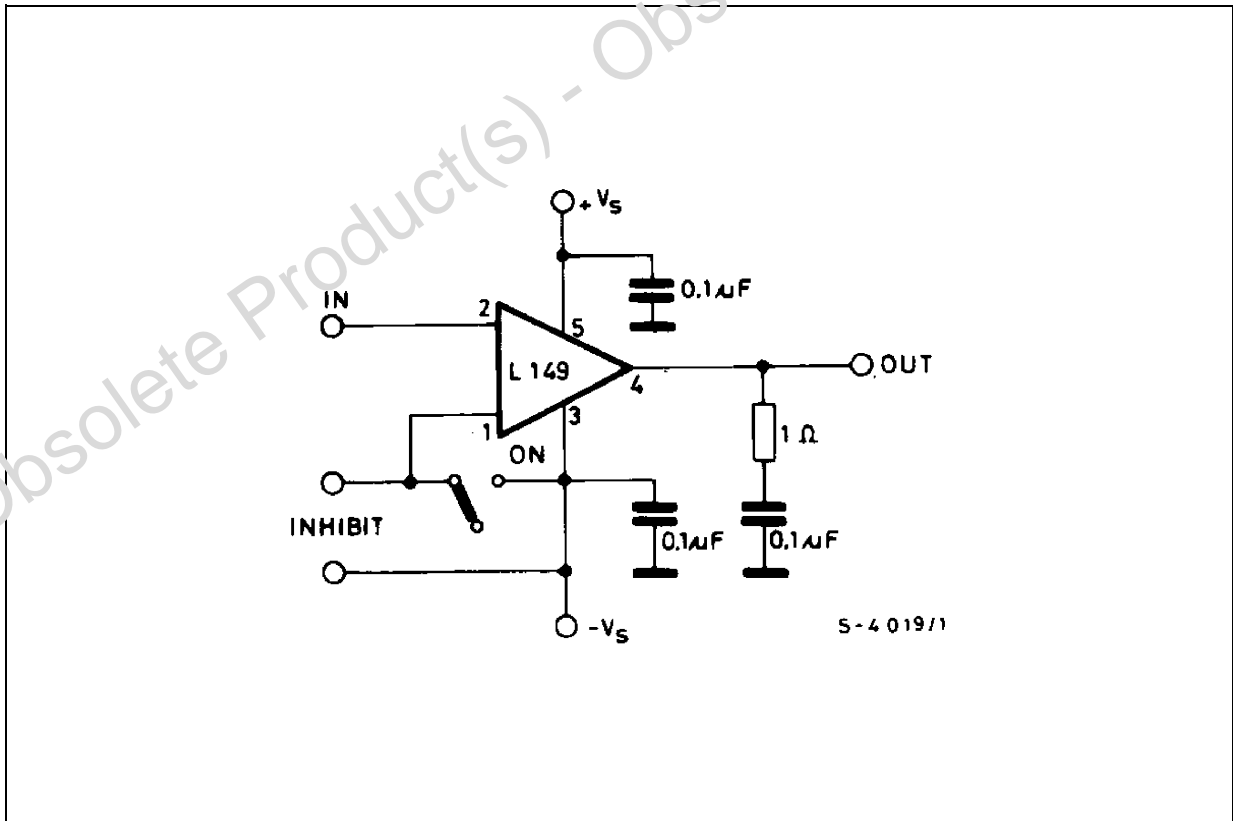 Obsolete Product(s) - Obs
+VS
0.1µF
IN
2
5
L 149
4
OUT
1
3
ON
1 Ω
INHIBIT
0.1µF
0.1µF
-VS
S-4019/1